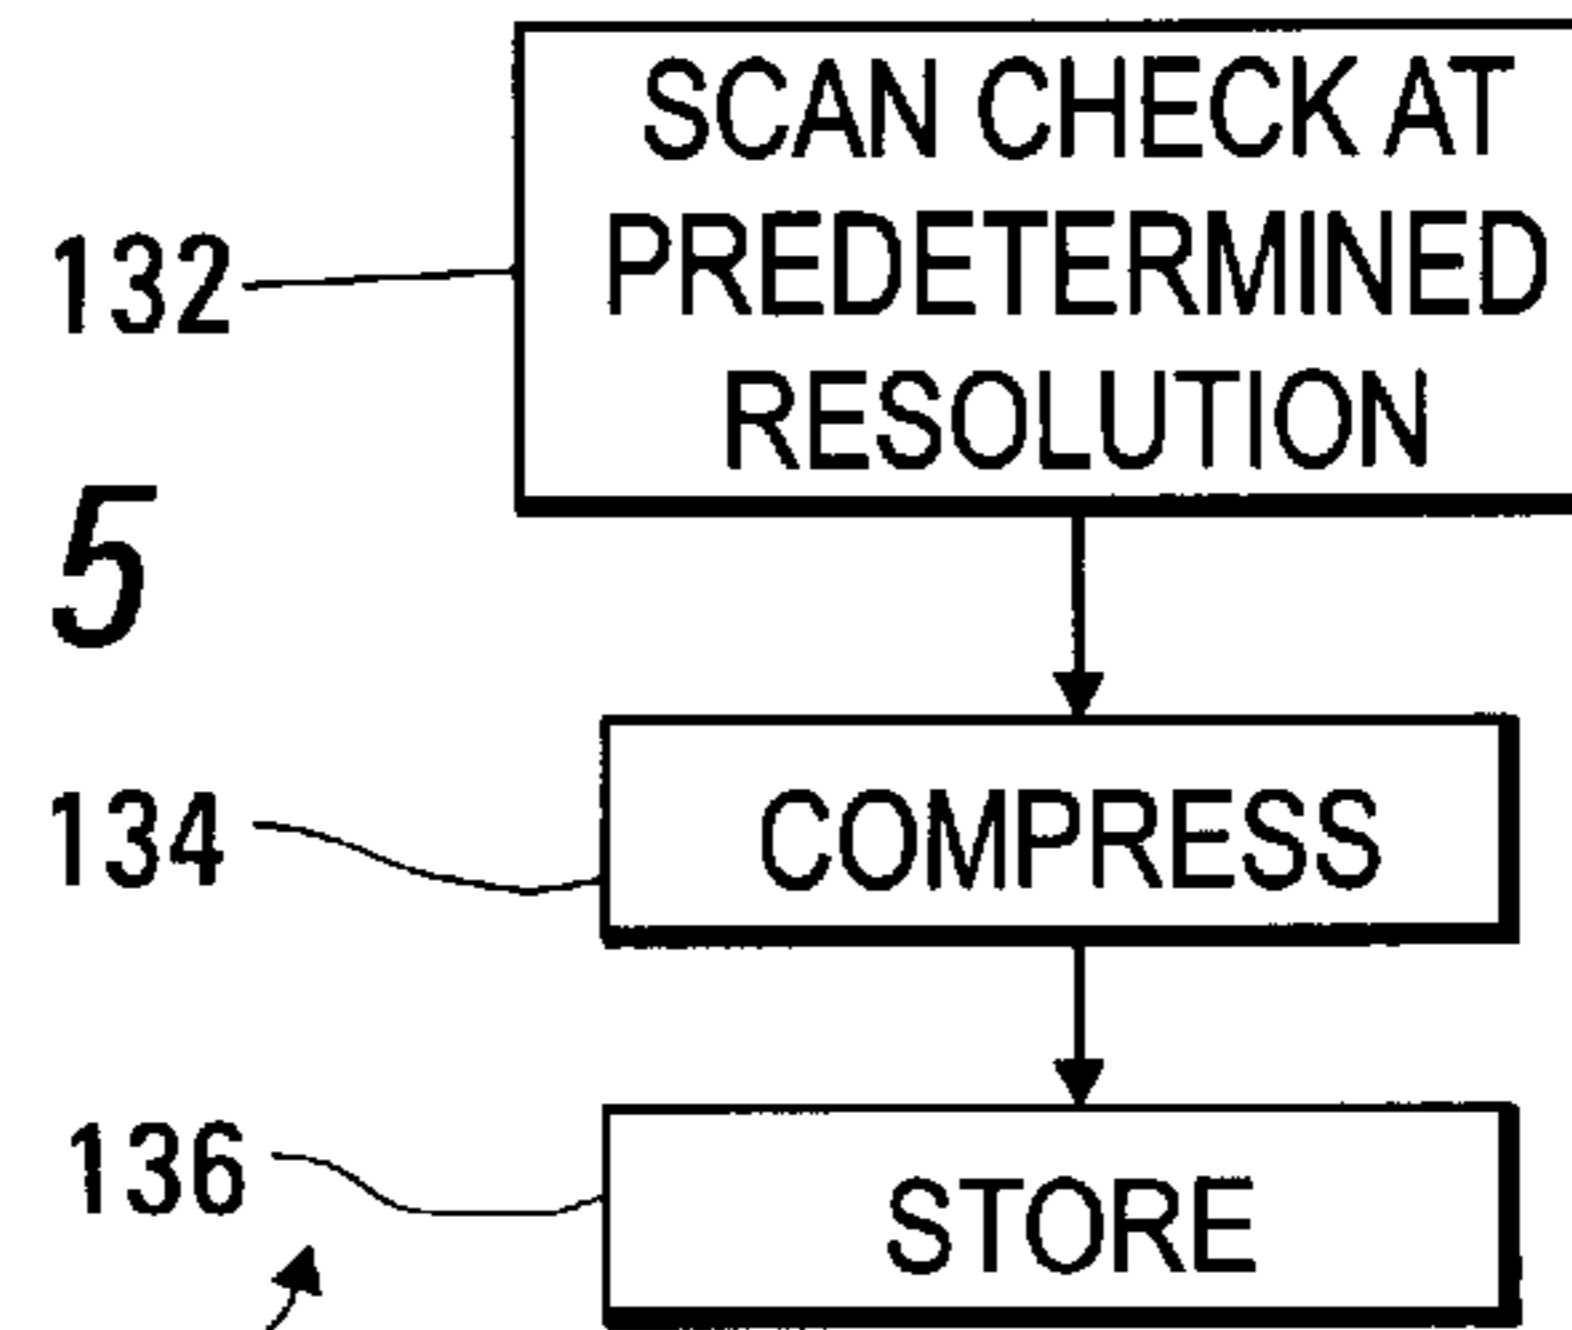 SCAN CHECK AT
PREDETERMINED
RESOLUTION
132
5
134
COMPRESS
136
STORE